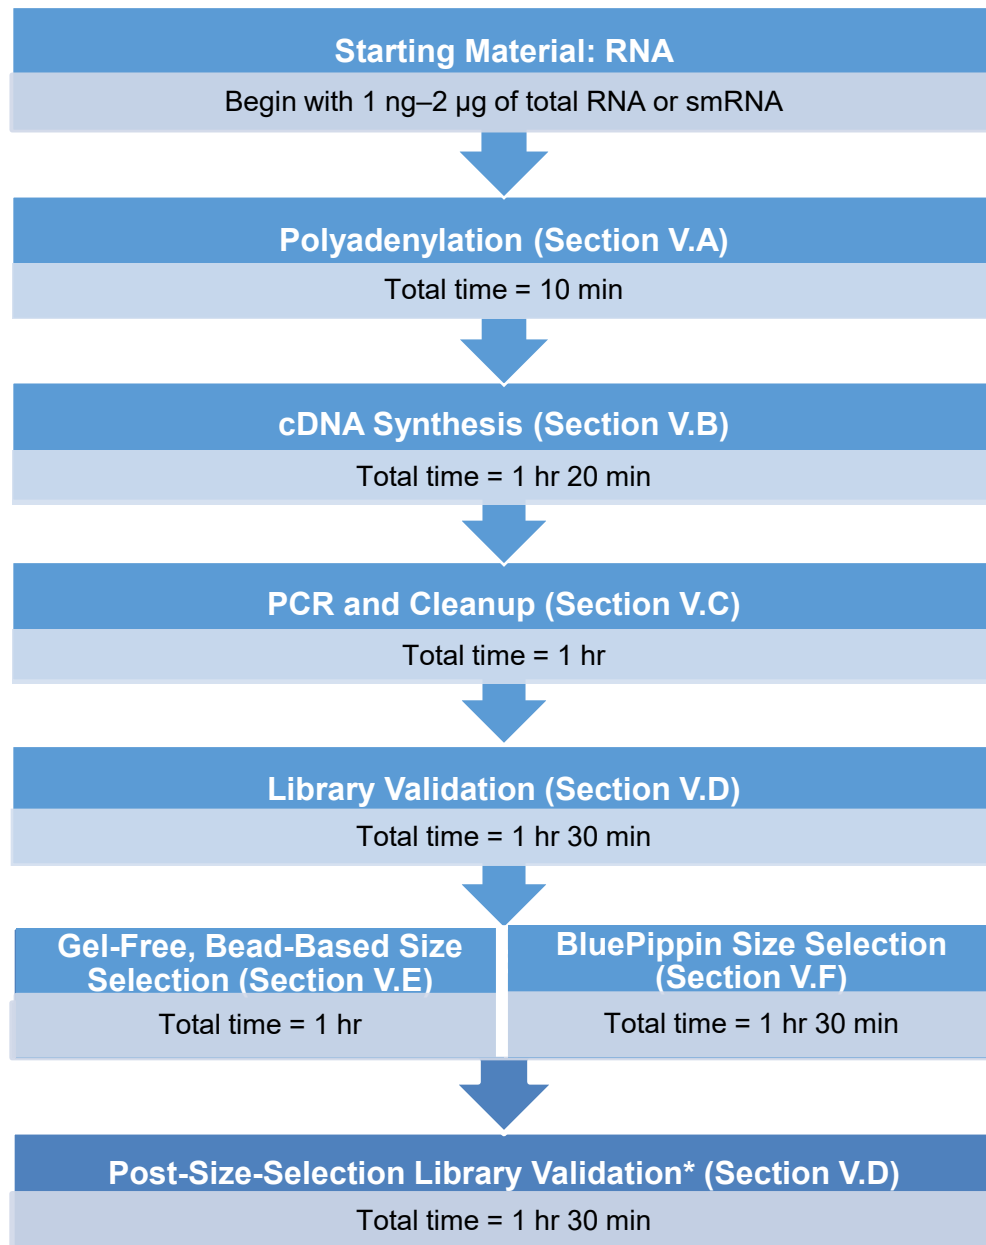 Starting Material: RNA
Begin with 1 ng–2 µg of total RNA or smRNA
Polyadenylation (Section V.A)
Total time = 10 min
cDNA Synthesis (Section V.B)
Total time = 1 hr 20 min
PCR and Cleanup (Section V.C)
Total time = 1 hr
Library Validation (Section V.D)
Total time = 1 hr 30 min
Gel-Free, Bead-Based Size
Selection (Section V.E)
Total time = 1 hr
BluePippin Size Selection
(Section V.F)
Total time = 1 hr 30 min
Post-Size-Selection Library Validation* (Section V.D)
Total time = 1 hr 30 min